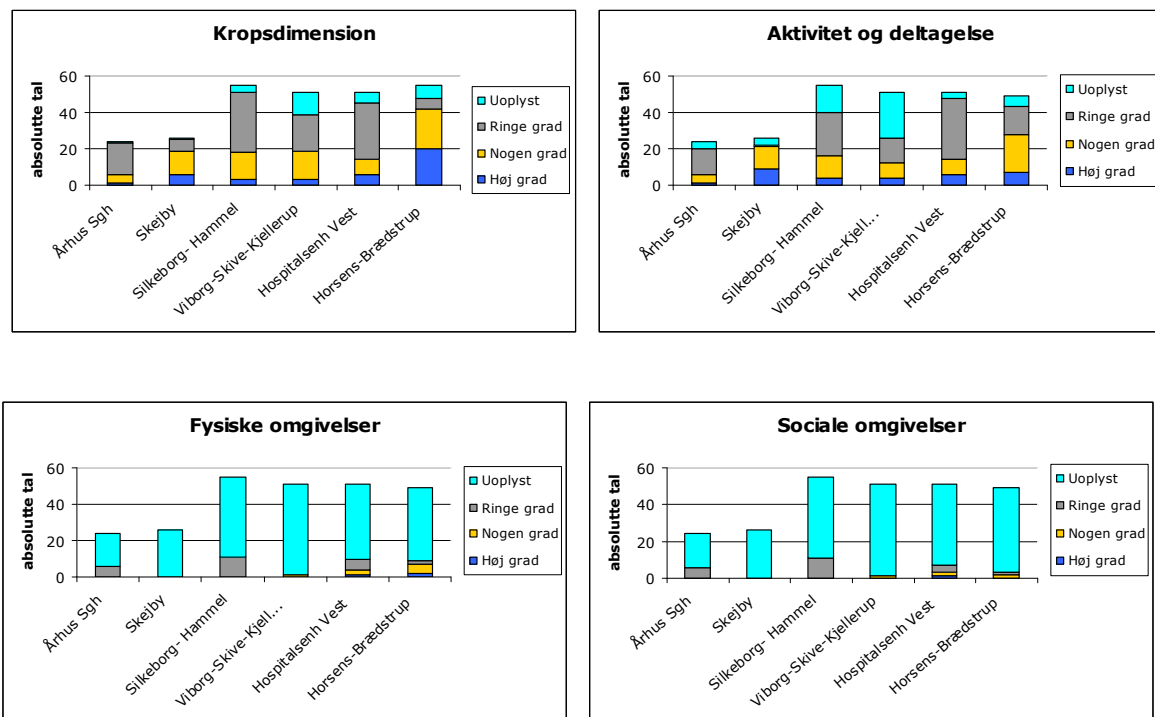 Kropsdimension
absolutte tal
60
40
20
0
Århus Sgh
Skejby
Silkeborg- Hammel
Viborg-Skive-Kjellerup
Hospitalsenh Vest
Horsens-Brædstrup
Uoplyst
Ringe grad
Nogen grad
Høj grad
Aktivitet og deltagelse
absolutte tal
60
40
20
0
Århus Sgh
Skejby
Silkeborg- Hammel
Viborg-Skive-Kjell...
Hospitalsenh Vest
Horsens-Brædstrup
Uoplyst
Ringe grad
Nogen grad
Høj grad
Fysiske omgivelser
absolutte tal
60
40
20
0
Århus Sgh
Skejby
Silkeborg- Hammel
Viborg-Skive-Kjell...
Hospitalsenh Vest
Horsens-Brædstrup
Uoplyst
Ringe grad
Nogen grad
Høj grad
Sociale omgivelser
absolutte tal
60
40
20
0
Århus Sgh
Skejby
Silkeborg- Hammel
Viborg-Skive-Kjellerup
Hospitalsenh Vest
Horsens-Brædstrup
Uoplyst
Ringe grad
Nogen grad
Høj grad